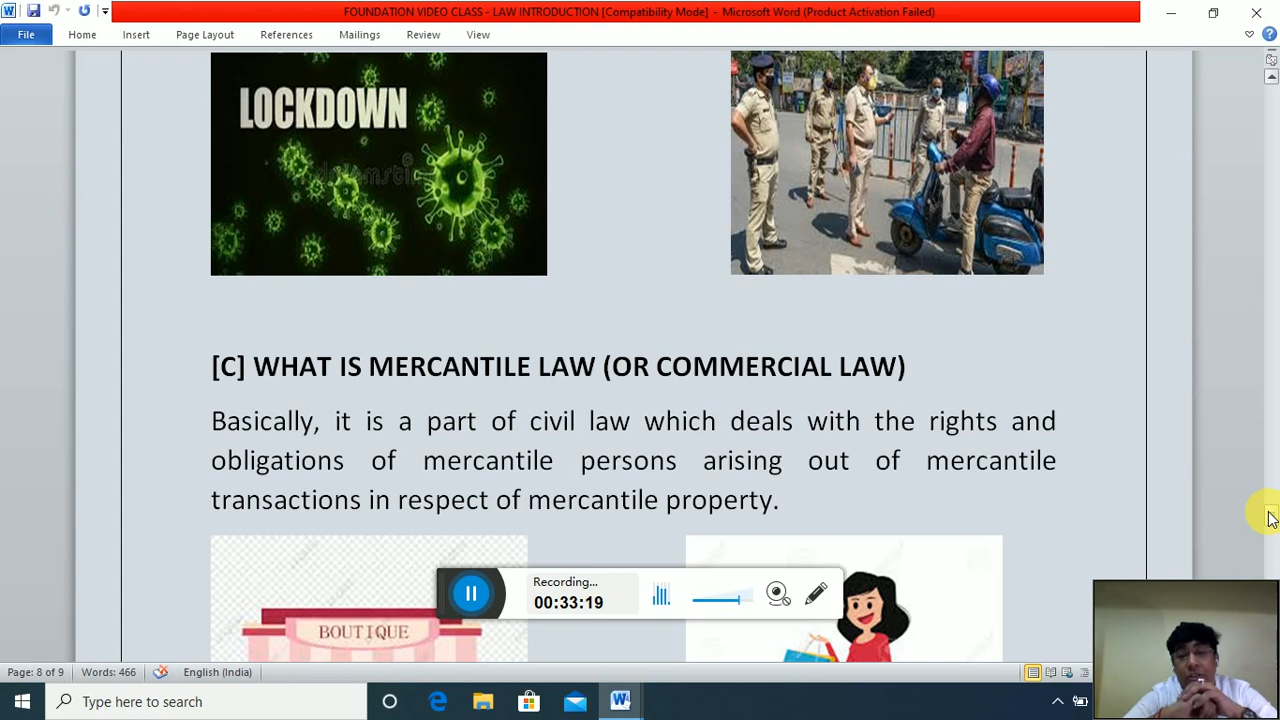 FOUNDATION VIDEO CLASS - LAW INTRODUCTION [Compatibility Mode] - Microsoft Word (Product Activation Failed)
File Home Insert Page Layout References Mailings Review View
LOCKDOWN
[C] WHAT IS MERCANTILE LAW (OR COMMERCIAL LAW)
Basically, it is a part of civil law which deals with the rights and
obligations of mercantile persons arising out of mercantile
transactions in respect of mercantile property.
Recording...
00:33:19
BOUTIQUE
Page: 8 of 9 Words: 466 English (India)
Type here to search